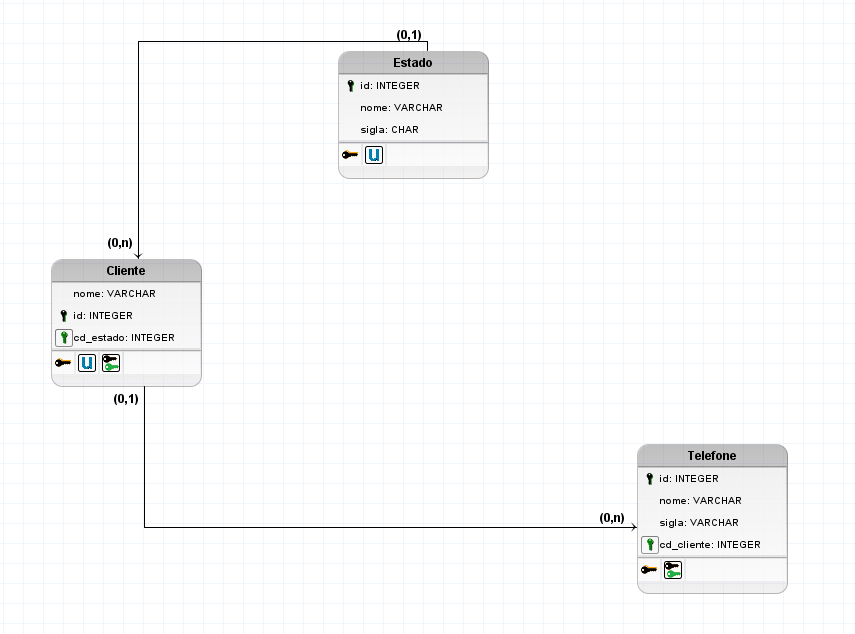 (0,1)
Estado
id: INTEGER
nome: VARCHAR
sigla: CHAR
U
(0,n)
Cliente
nome: VARCHAR
id: INTEGER
cd_estado: INTEGER
U
(0,1)
Telefone
id: INTEGER
nome: VARCHAR
sigla: VARCHAR
(0,n)
cd_cliente: INTEGER